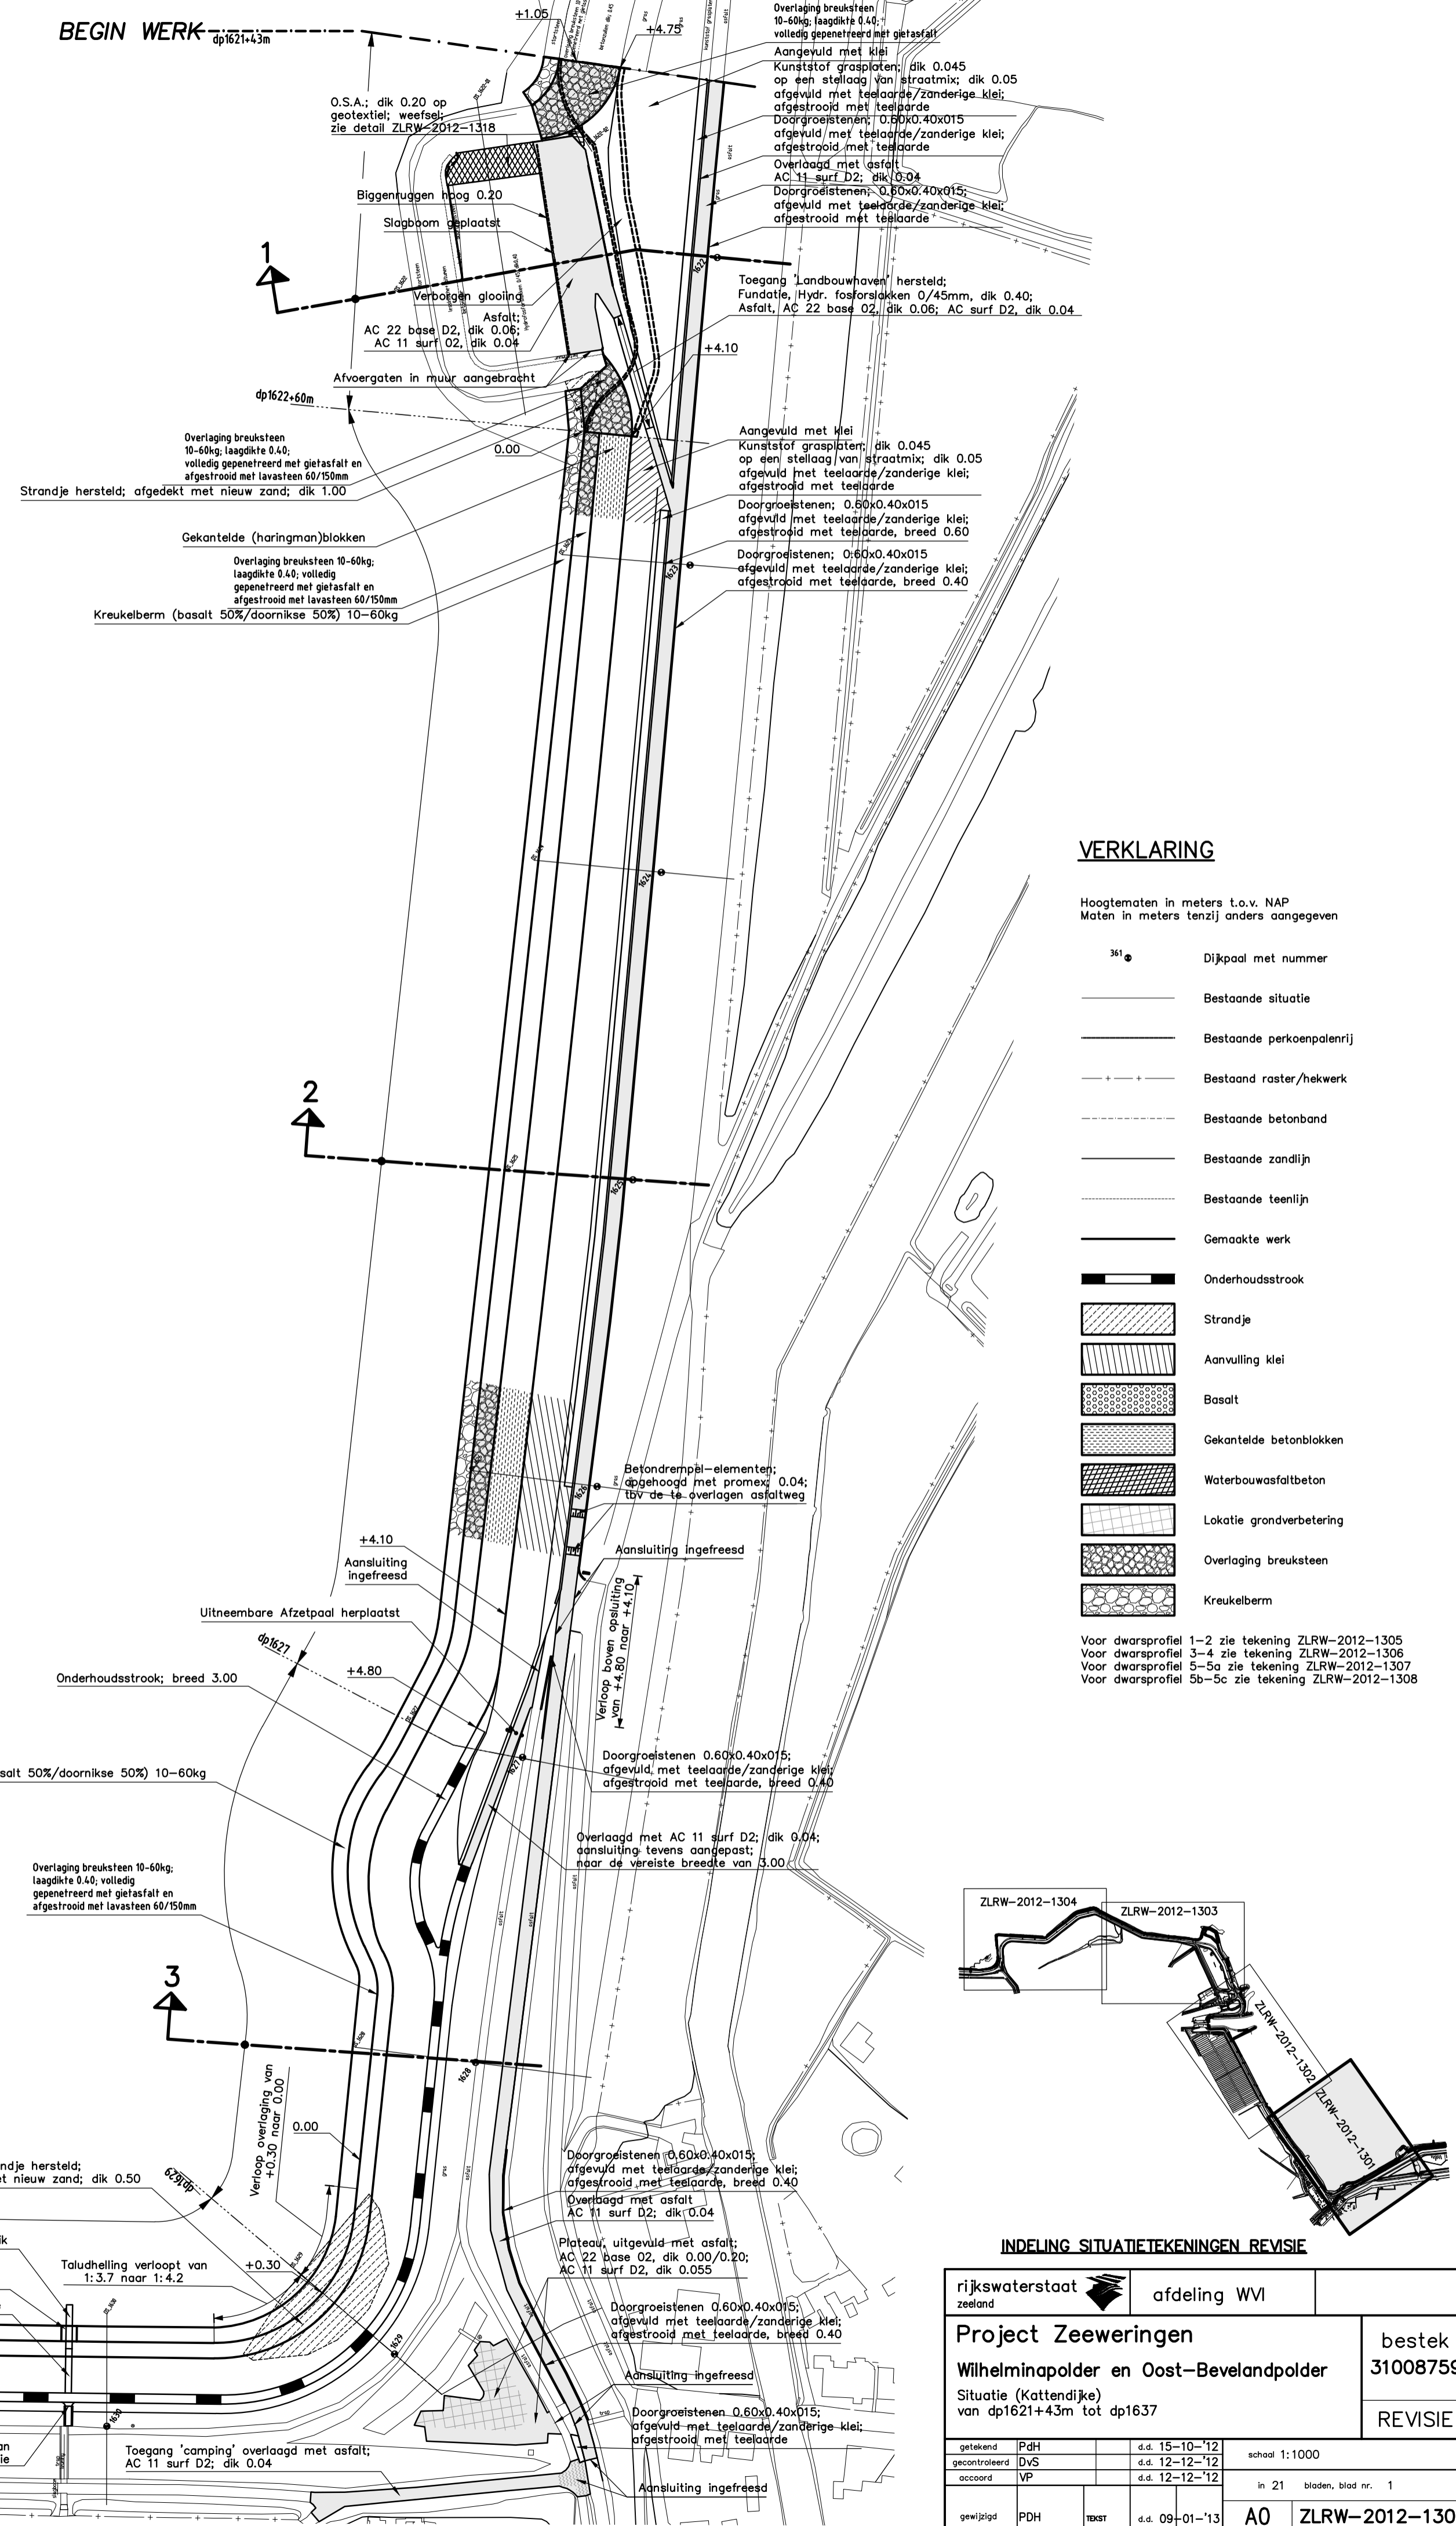 BEGIN WERK
dp1621+43m
+1.05
+4.75
Overlaging breuksteen
10-60kg; laagdikte 0.40;
volledig gepenetreerd met gietasfalt
Aangevuld met klei
Kunststof grasplaten; dik 0.045
op een stellaag van straatmix; dik 0.05
afgevuld met teelaarde/zanderige klei;
afgestrooid met teelaarde
Doorgroeistenen; 0.60x0.40x015
afgevuld met teelaarde/zanderige klei;
afgestrooid met teelaarde
Overlaagd met asfalt
AC 11 surf D2; dik 0.04
Doorgroeistenen; 0.60x0.40x015;
afgevuld met teelaarde/zanderige klei;
afgestrooid met teelaarde
O.S.A.; dik 0.20 op
geotextiel; weefsel;
zie detail ZLRW-2012-1318
Biggenruggen hoog 0.20
Slagboom geplaatst
1
1622
Verborgen glooiing
Asfalt;
AC 22 base D2, dik 0.06;
AC 11 surf 02, dik 0.04
Toegang 'Landbouwhaven' hersteld;
Fundatie, Hydr. fosforslakken 0/45mm, dik 0.40;
Asfalt, AC 22 base 02, dik 0.06; AC surf D2, dik 0.04
+4.10
Afvoergaten in muur aangebracht
dp1622+60m
0.00
Overlaging breuksteen
10-60kg; laagdikte 0.40;
volledig gepenetreerd met gietasfalt en
afgestrooid met lavasteen 60/150mm
Strandje hersteld; afgedekt met nieuw zand; dik 1.00
Aangevuld met klei
Kunststof grasplaten; dik 0.045
op een stellaag van straatmix; dik 0.05
afgevuld met teelaarde/zanderige klei;
afgestrooid met teelaarde
Doorgroeistenen; 0.60x0.40x015
afgevuld met teelaarde/zanderige klei;
afgestrooid met teelaarde, breed 0.60
Doorgroeistenen; 0.60x0.40x015
afgevuld met teelaarde/zanderige klei;
afgestrooid met teelaarde, breed 0.40
Gekantelde (haringman)blokken
Overlaging breuksteen 10-60kg;
laagdikte 0.40; volledig
gepenetreerd met gietasfalt en
afgestrooid met lavasteen 60/150mm
Kreukelberm (basalt 50%/doornikse 50%) 10-60kg
1623
1624
2
1625
VERKLARING
Hoogtematen in meters t.o.v. NAP
Maten in meters tenzij anders aangegeven
361
Dijkpaal met nummer
Bestaande situatie
Bestaande perkoenpalenrij
Bestaand raster/hekwerk
Bestaande betonband
Bestaande zandlijn
Bestaande teenlijn
Gemaakte werk
Onderhoudsstrook
Strandje
Aanvulling klei
Basalt
Gekantelde betonblokken
Waterbouwasfaltbeton
Lokatie grondverbetering
Overlaging breuksteen
Kreukelberm
Voor dwarsprofiel 1-2 zie tekening ZLRW-2012-1305
Voor dwarsprofiel 3-4 zie tekening ZLRW-2012-1306
Voor dwarsprofiel 5-5a zie tekening ZLRW-2012-1307
Voor dwarsprofiel 5b-5c zie tekening ZLRW-2012-1308
Betondrempel-elementen;
opgehoogd met promex; 0.04;
tbv de te overlagen asfaltweg
1626
+4.10
Aansluiting
ingefreesd
Aansluiting ingefreesd
Verloop boven opsluiting
van +4.80 naar +4.10
Uitneembare Afzetpaal herplaatst
dp1627
Onderhoudsstrook; breed 3.00
+4.80
1627
Doorgroeistenen 0.60x0.40x015;
afgevuld met teelaarde/zanderige klei;
afgestrooid met teelaarde, breed 0.40
salt 50%/doornikse 50%) 10-60kg
Overlaagd met AC 11 surf D2; dik 0.04;
aansluiting tevens aangepast;
naar de vereiste breedte van 3.00
Overlaging breuksteen 10-60kg;
laagdikte 0.40; volledig
gepenetreerd met gietasfalt en
afgestrooid met lavasteen 60/150mm
3
1628
Verloop overlaging van
+0.30 naar 0.00
0.00
ndje hersteld;
t nieuw zand; dik 0.50
dp1629
ik
Taludhelling verloopt van
1:3.7 naar 1:4.2
+0.30
1629
1630
an
ie
Toegang 'camping' overlaagd met asfalt;
AC 11 surf D2; dik 0.04
Doorgroeistenen 0.60x0.40x015;
afgevuld met teelaarde/zanderige klei;
afgestrooid met teelaarde, breed 0.40
Overlaagd met asfalt
AC 11 surf D2; dik 0.04
Plateau, uitgevuld met asfalt;
AC 22 base 02, dik 0.00/0.20;
AC 11 surf D2, dik 0.055
Doorgroeistenen 0.60x0.40x015;
afgevuld met teelaarde/zanderige klei;
afgestrooid met teelaarde, breed 0.40
Aansluiting ingefreesd
Doorgroeistenen 0.60x0.40x015;
afgevuld met teelaarde/zanderige klei;
afgestrooid met teelaarde
Aansluiting ingefreesd
ZLRW-2012-1304
ZLRW-2012-1303
ZLRW-2012-1302
ZLRW-2012-1301
INDELING SITUATIETEKENINGEN REVISIE
rijkswaterstaat
zeeland
afdeling WVI
Project Zeeweringen
Wilhelminapolder en Oost-Bevelandpolder
Situatie (Kattendijke)
van dp1621+43m tot dp1637
bestek
31008759
REVISIE
getekend PdH d.d. 15-10-'12
gecontroleerd DvS d.d. 12-12-'12
accoord VP d.d. 12-12-'12
gewijzigd PDH TEKST d.d. 09-01-'13
schaal 1:1000
in 21 bladen, blad nr. 1
A0 ZLRW-2012-130